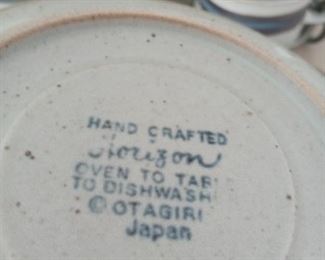 HAND CRAFTED
Horizon
OVEN TO TAB
TO DISHWASH
© OTAGIRI
Japan